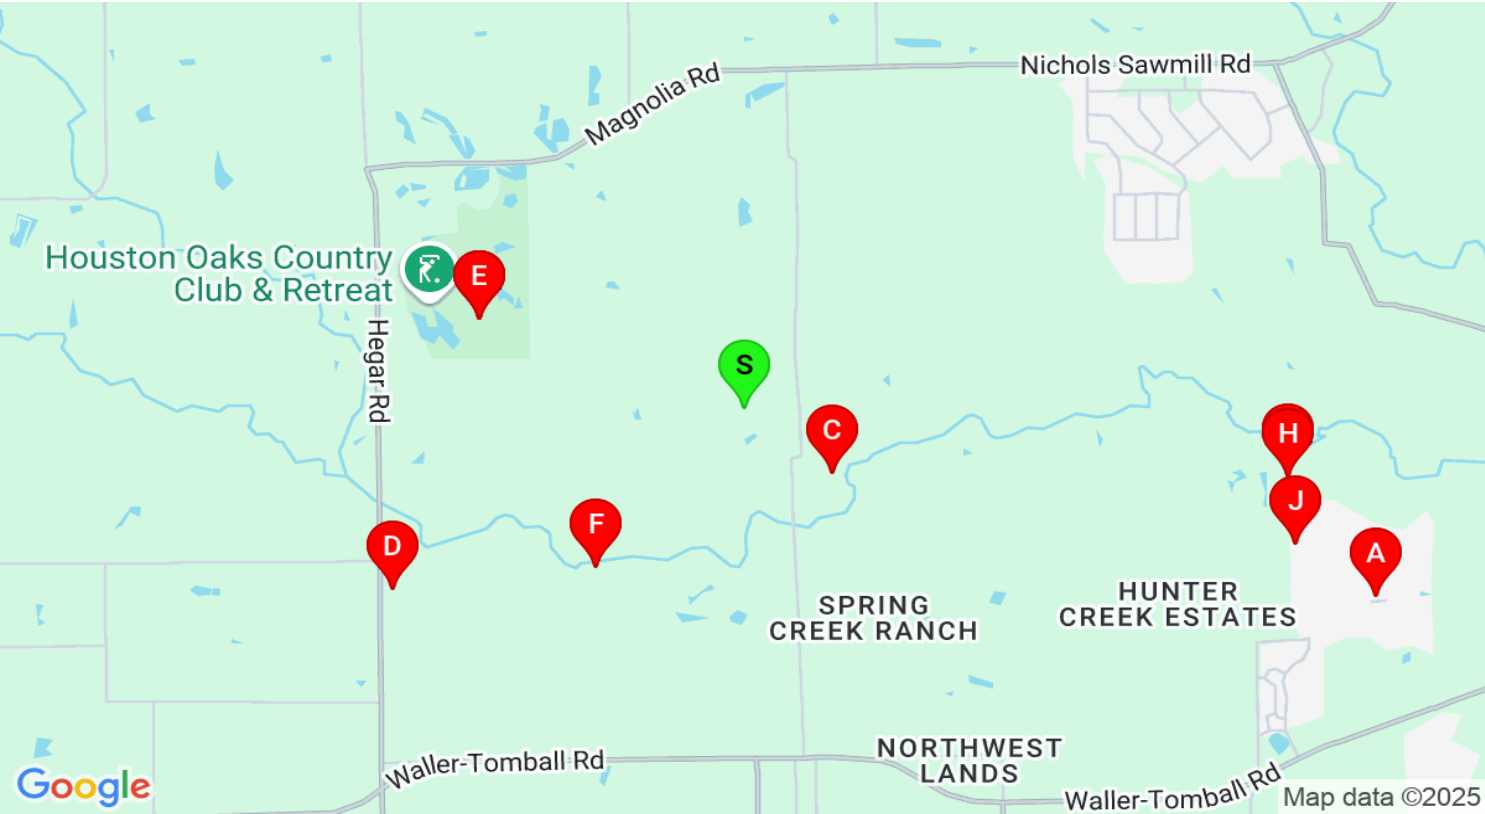 Nichols Sawmill Rd
Magnolia Rd
Houston Oaks Country
Club & Retreat
E
Hegar Rd
S
C
H
J
F
D
A
SPRING
CREEK RANCH
HUNTER
CREEK ESTATES
NORTHWEST
LANDS
Waller-Tomball Rd
Waller-Tomball Rd
Google
Map data ©2025